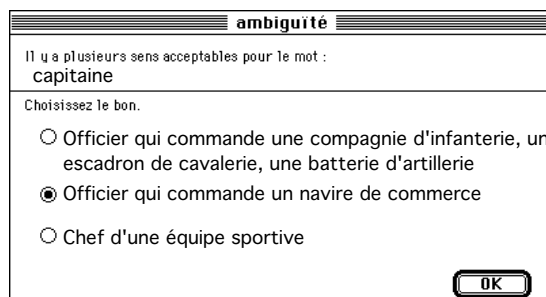 ambiguïté
Il y a plusieurs sens acceptables pour le mot :
capitaine
Choisissez le bon.
Officier qui commande une compagnie d'infanterie, un
escadron de cavalerie, une batterie d'artillerie
Officier qui commande un navire de commerce
Chef d'une équipe sportive
OK